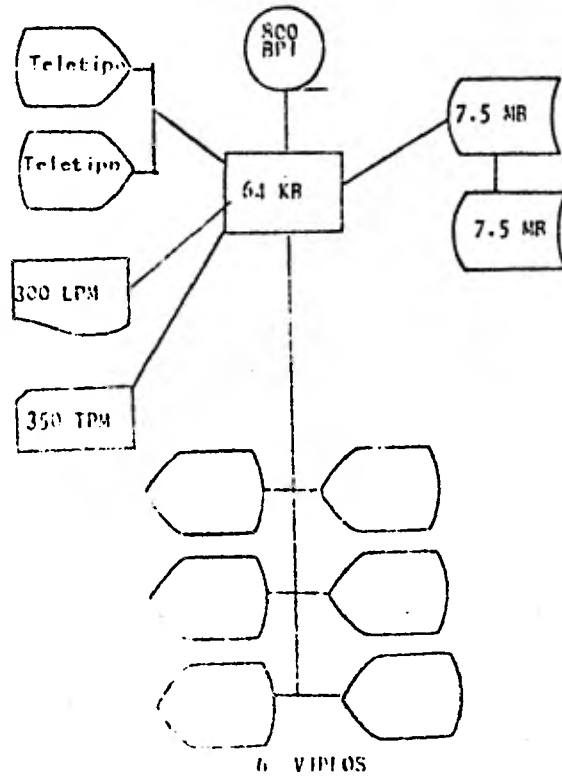 800
BPI
Teletipo
Teletipo
7.5 MB
7.5 MB
64 KB
300 LPM
350 TPM
6 VIDEOS